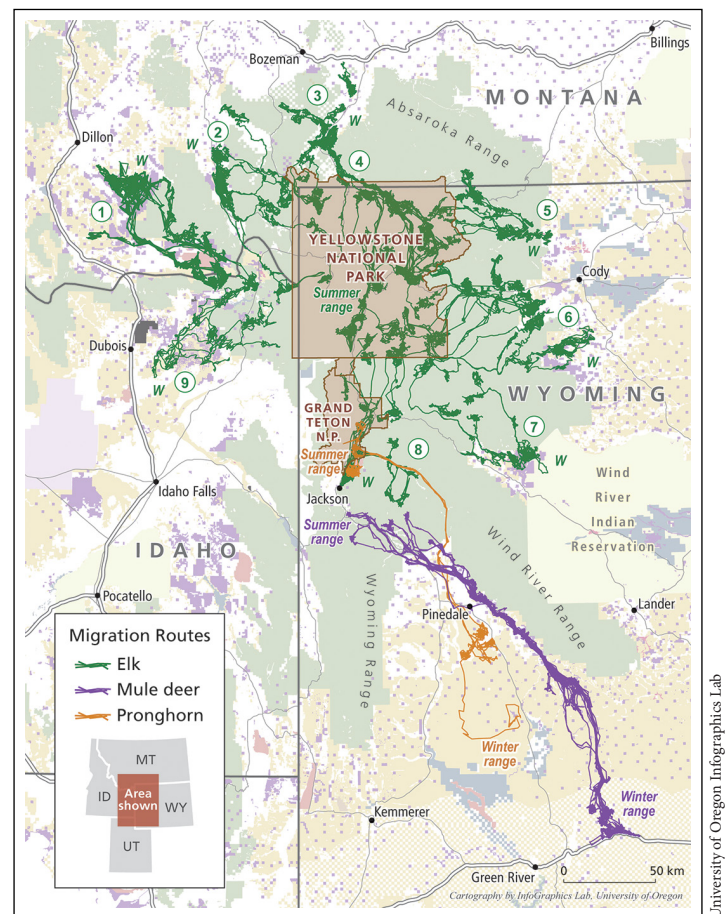 Bozeman
Billings
MONTANA
Absaroka Range
3
W
2
W
4
Dillon
W
1
YELLOWSTONE
NATIONAL
PARK
Summer
range
5
W
Cody
6
W
Dubois
9
W
WYOMING
GRAND
TETON
N.P.
Summer
range
7
W
8
W
Jackson
Idaho Falls
Wind
River
Indian
Reservation
Summer
range
IDAHO
Wind River Range
Wyoming Range
Pocatello
Pinedale
Lander
Migration Routes
Elk
Mule deer
Pronghorn
MT
ID
Area
shown
WY
UT
Winter
range
Winter
range
Kemmerer
Green River
0
50 km
Cartography by InfoGraphics Lab, University of Oregon
University of Oregon Infographics Lab